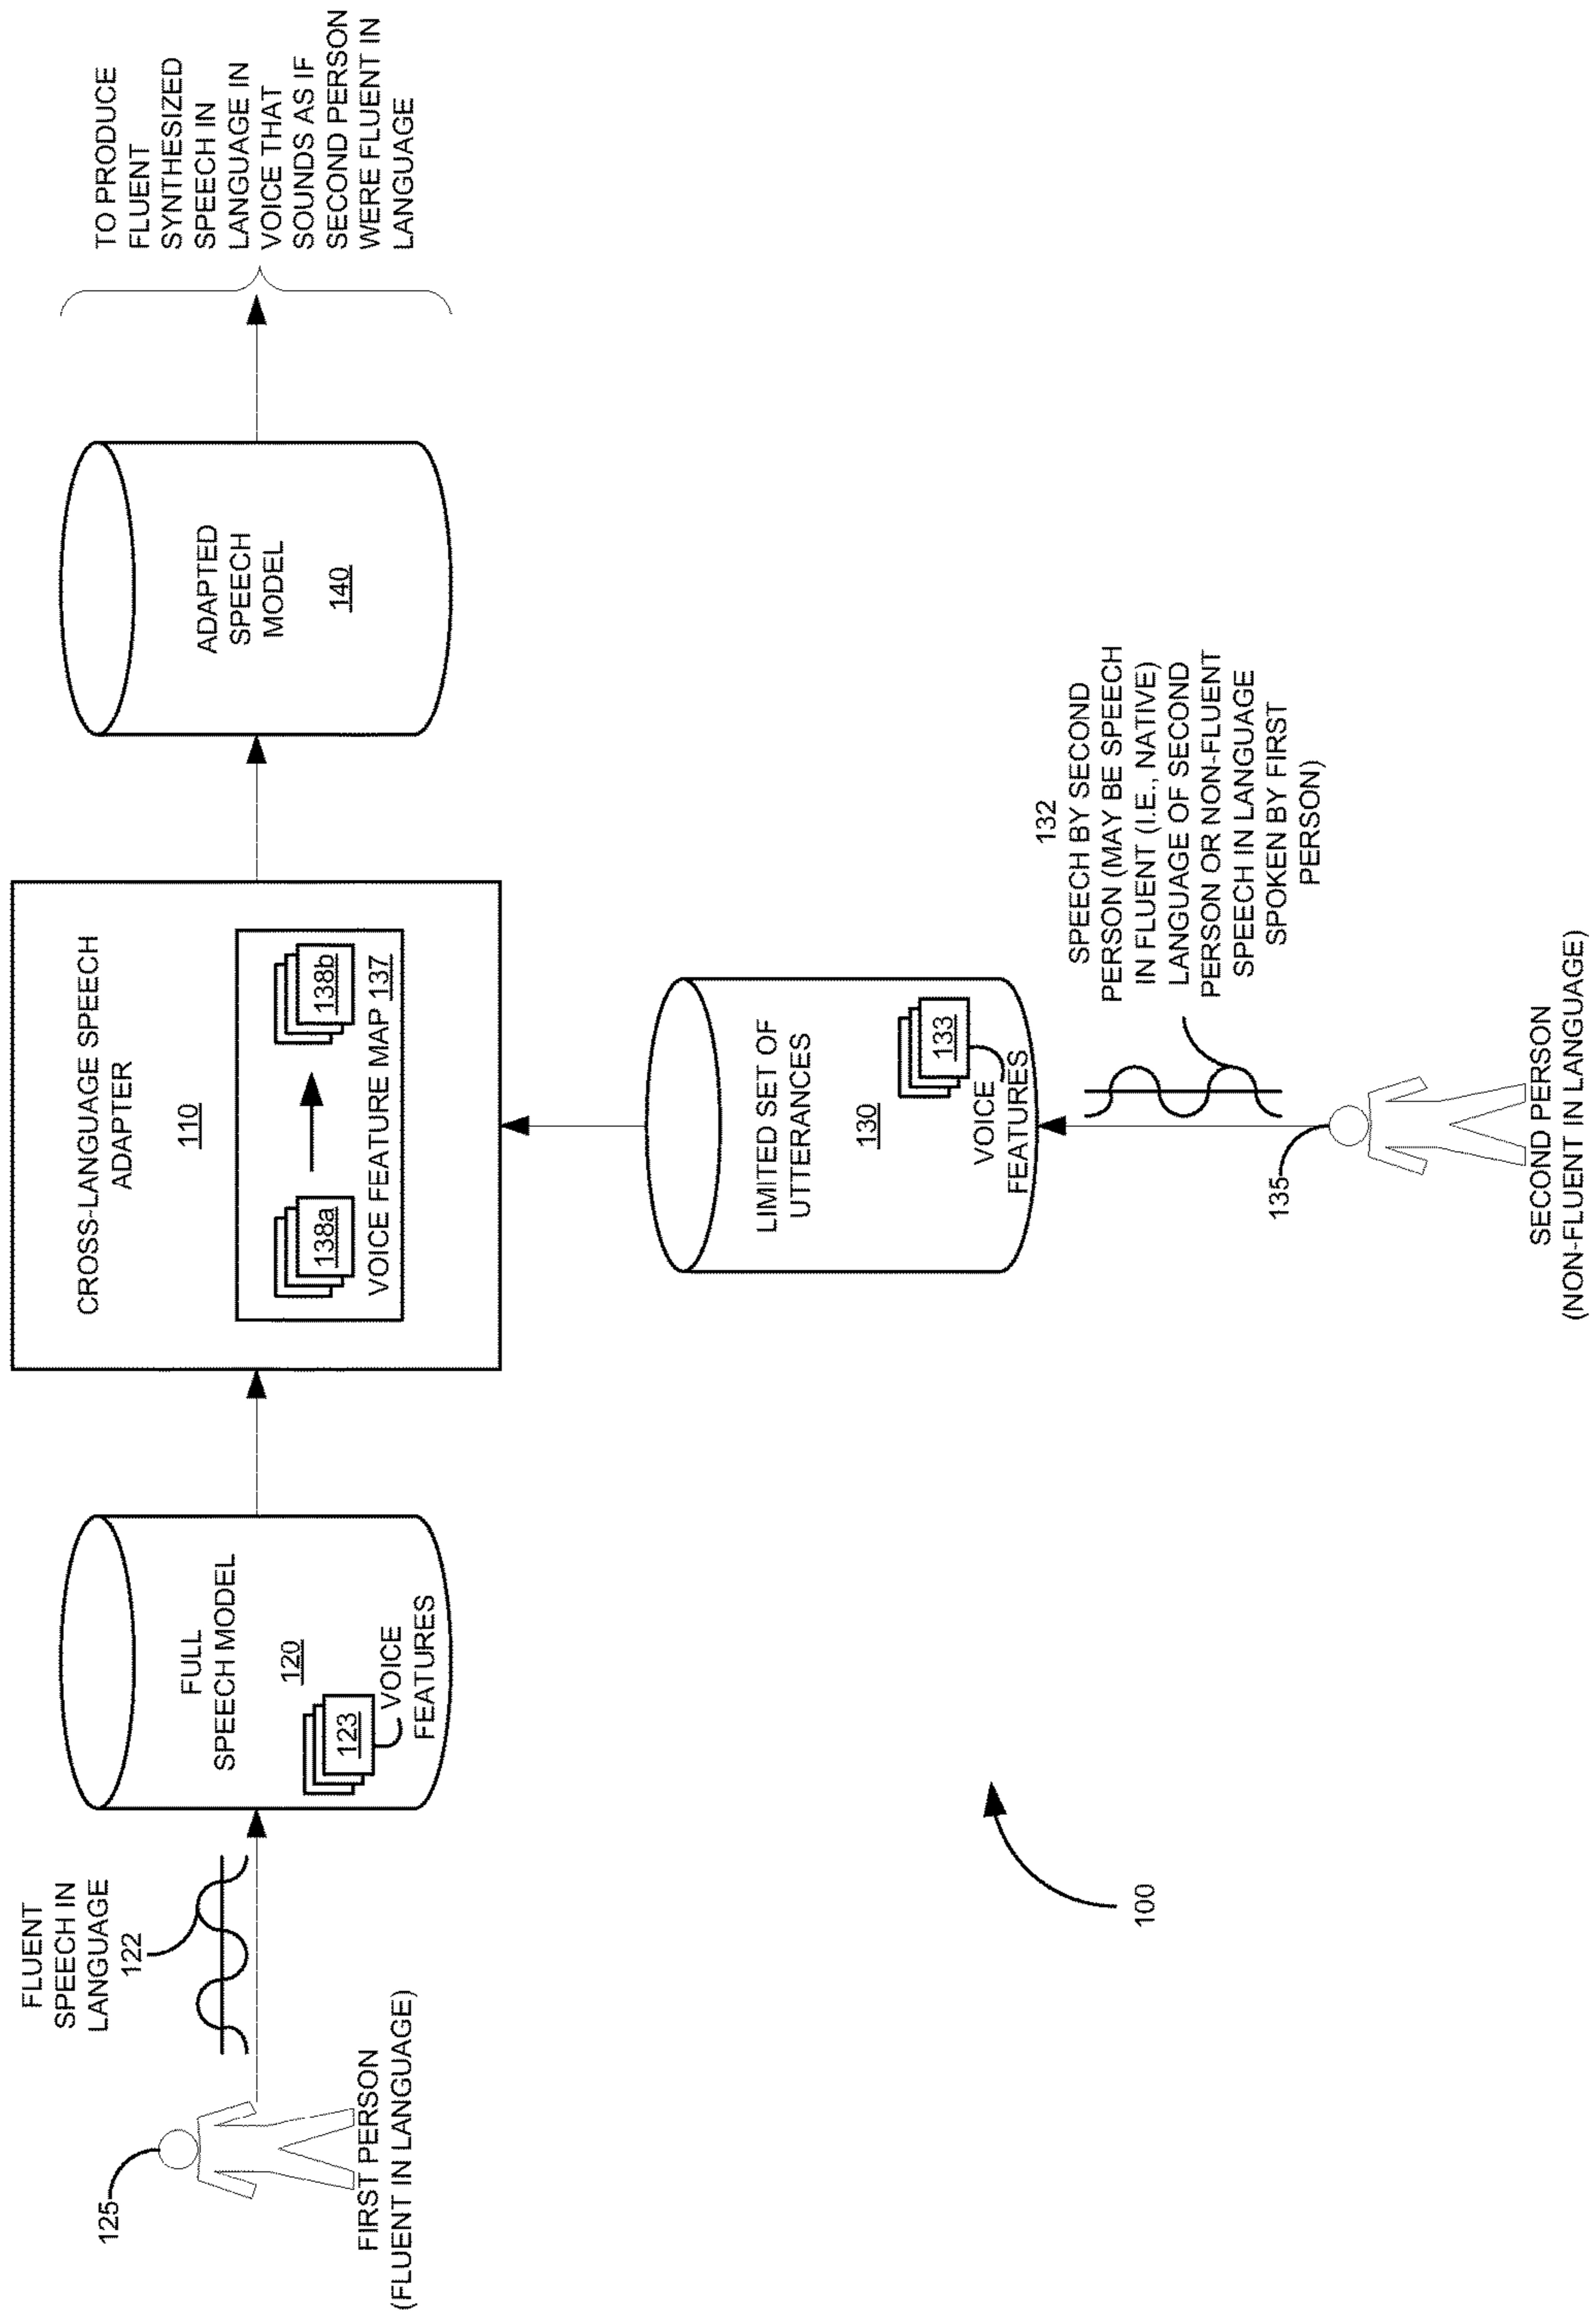 FLUENT
SPEECH IN
LANGUAGE
122
125
FIRST PERSON
(FLUENT IN LANGUAGE)
FULL
SPEECH MODEL
120
123
VOICE
FEATURES
CROSS-LANGUAGE SPEECH
ADAPTER
110
138a
138b
VOICE FEATURE MAP 137
ADAPTED
SPEECH
MODEL
140
TO PRODUCE
FLUENT
SYNTHESIZED
SPEECH IN
LANGUAGE IN
VOICE THAT
SOUNDS AS IF
SECOND PERSON
WERE FLUENT IN
LANGUAGE
LIMITED SET OF
UTTERANCES
130
133
VOICE
FEATURES
132
SPEECH BY SECOND
PERSON (MAY BE SPEECH
IN FLUENT (I.E., NATIVE)
LANGUAGE OF SECOND
PERSON OR NON-FLUENT
SPEECH IN LANGUAGE
SPOKEN BY FIRST
PERSON)
135
SECOND PERSON
(NON-FLUENT IN LANGUAGE)
100